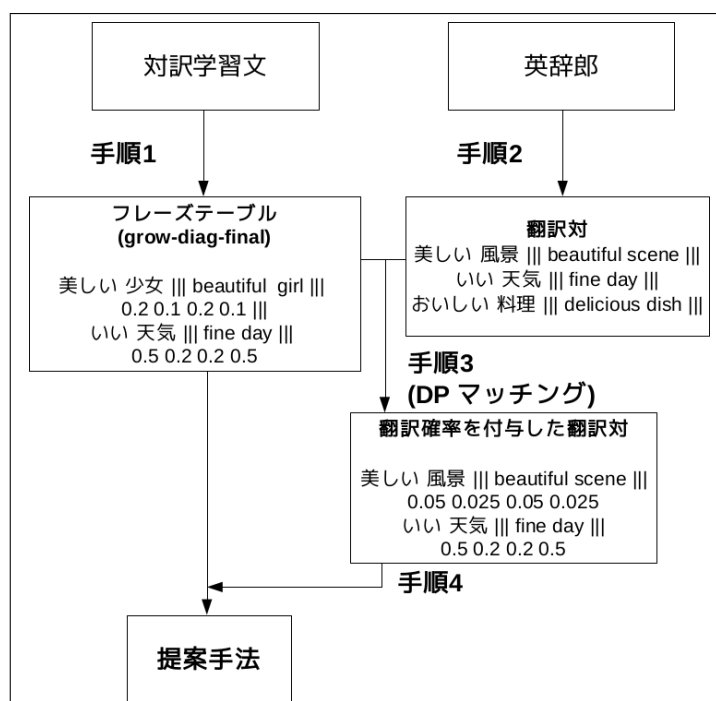 対訳学習文
英辞郎
手順1
手順2
フレーズテーブル
(grow-diag-final)
美しい 少女 ||| beautiful girl |||
0.2 0.1 0.2 0.1 |||
いい 天気 ||| fine day |||
0.5 0.2 0.2 0.5
翻訳対
美しい 風景 ||| beautiful scene |||
いい 天気 ||| fine day |||
おいしい 料理 ||| delicious dish |||
手順3
(DP マッチング)
翻訳確率を付与した翻訳対
美しい 風景 ||| beautiful scene |||
0.05 0.025 0.05 0.025
いい 天気 ||| fine day |||
0.5 0.2 0.2 0.5
手順4
提案手法